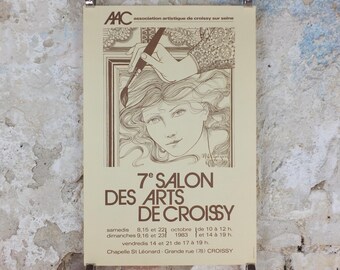 AAC association artistique de croissy sur seine
7e SALON
DES ARTS
DE CROISSY
samedis 8,15 et 22 octobre de 10 à 12 h.
dimanches 9,16 et 23 1983 et 14 à 19 h.
vendredis 14 et 21 de 17 à 19 h.
Chapelle St Léonard - Grande rue (78) CROISSY